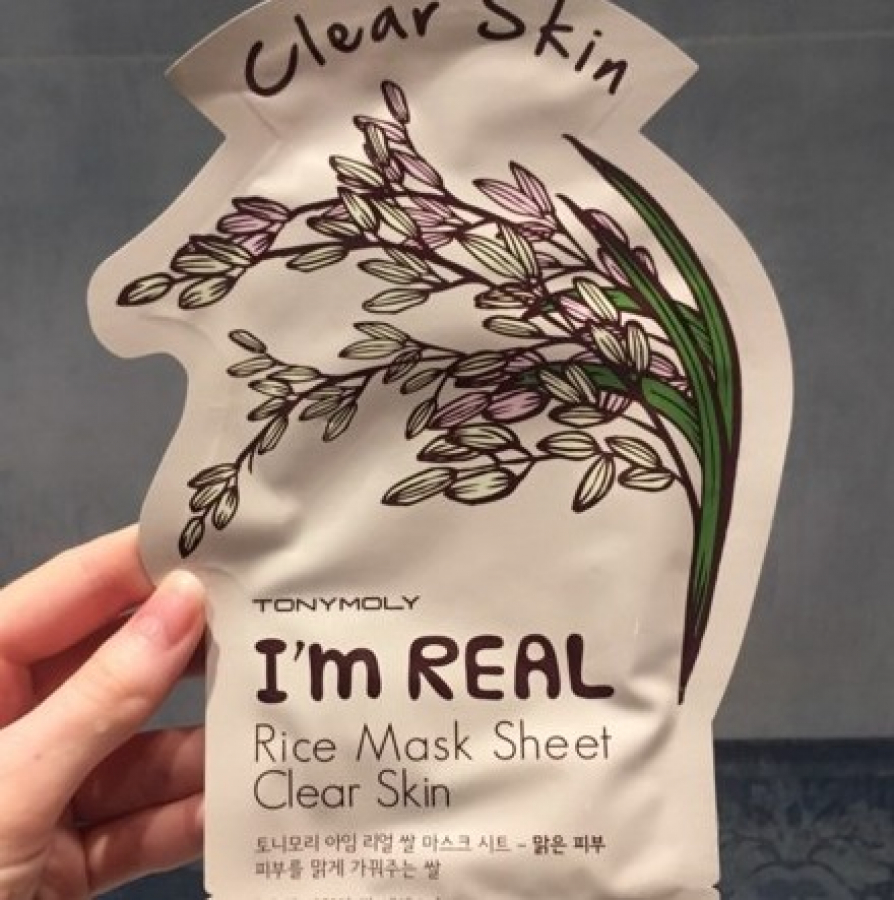 Clear Skin
TONYMOLY
I'm REAL
Rice Mask Sheet
Clear Skin
토니모리 아임 리얼 쌀 마스크 시트 – 맑은 피부
피부를 맑게 가꿔주는 쌀